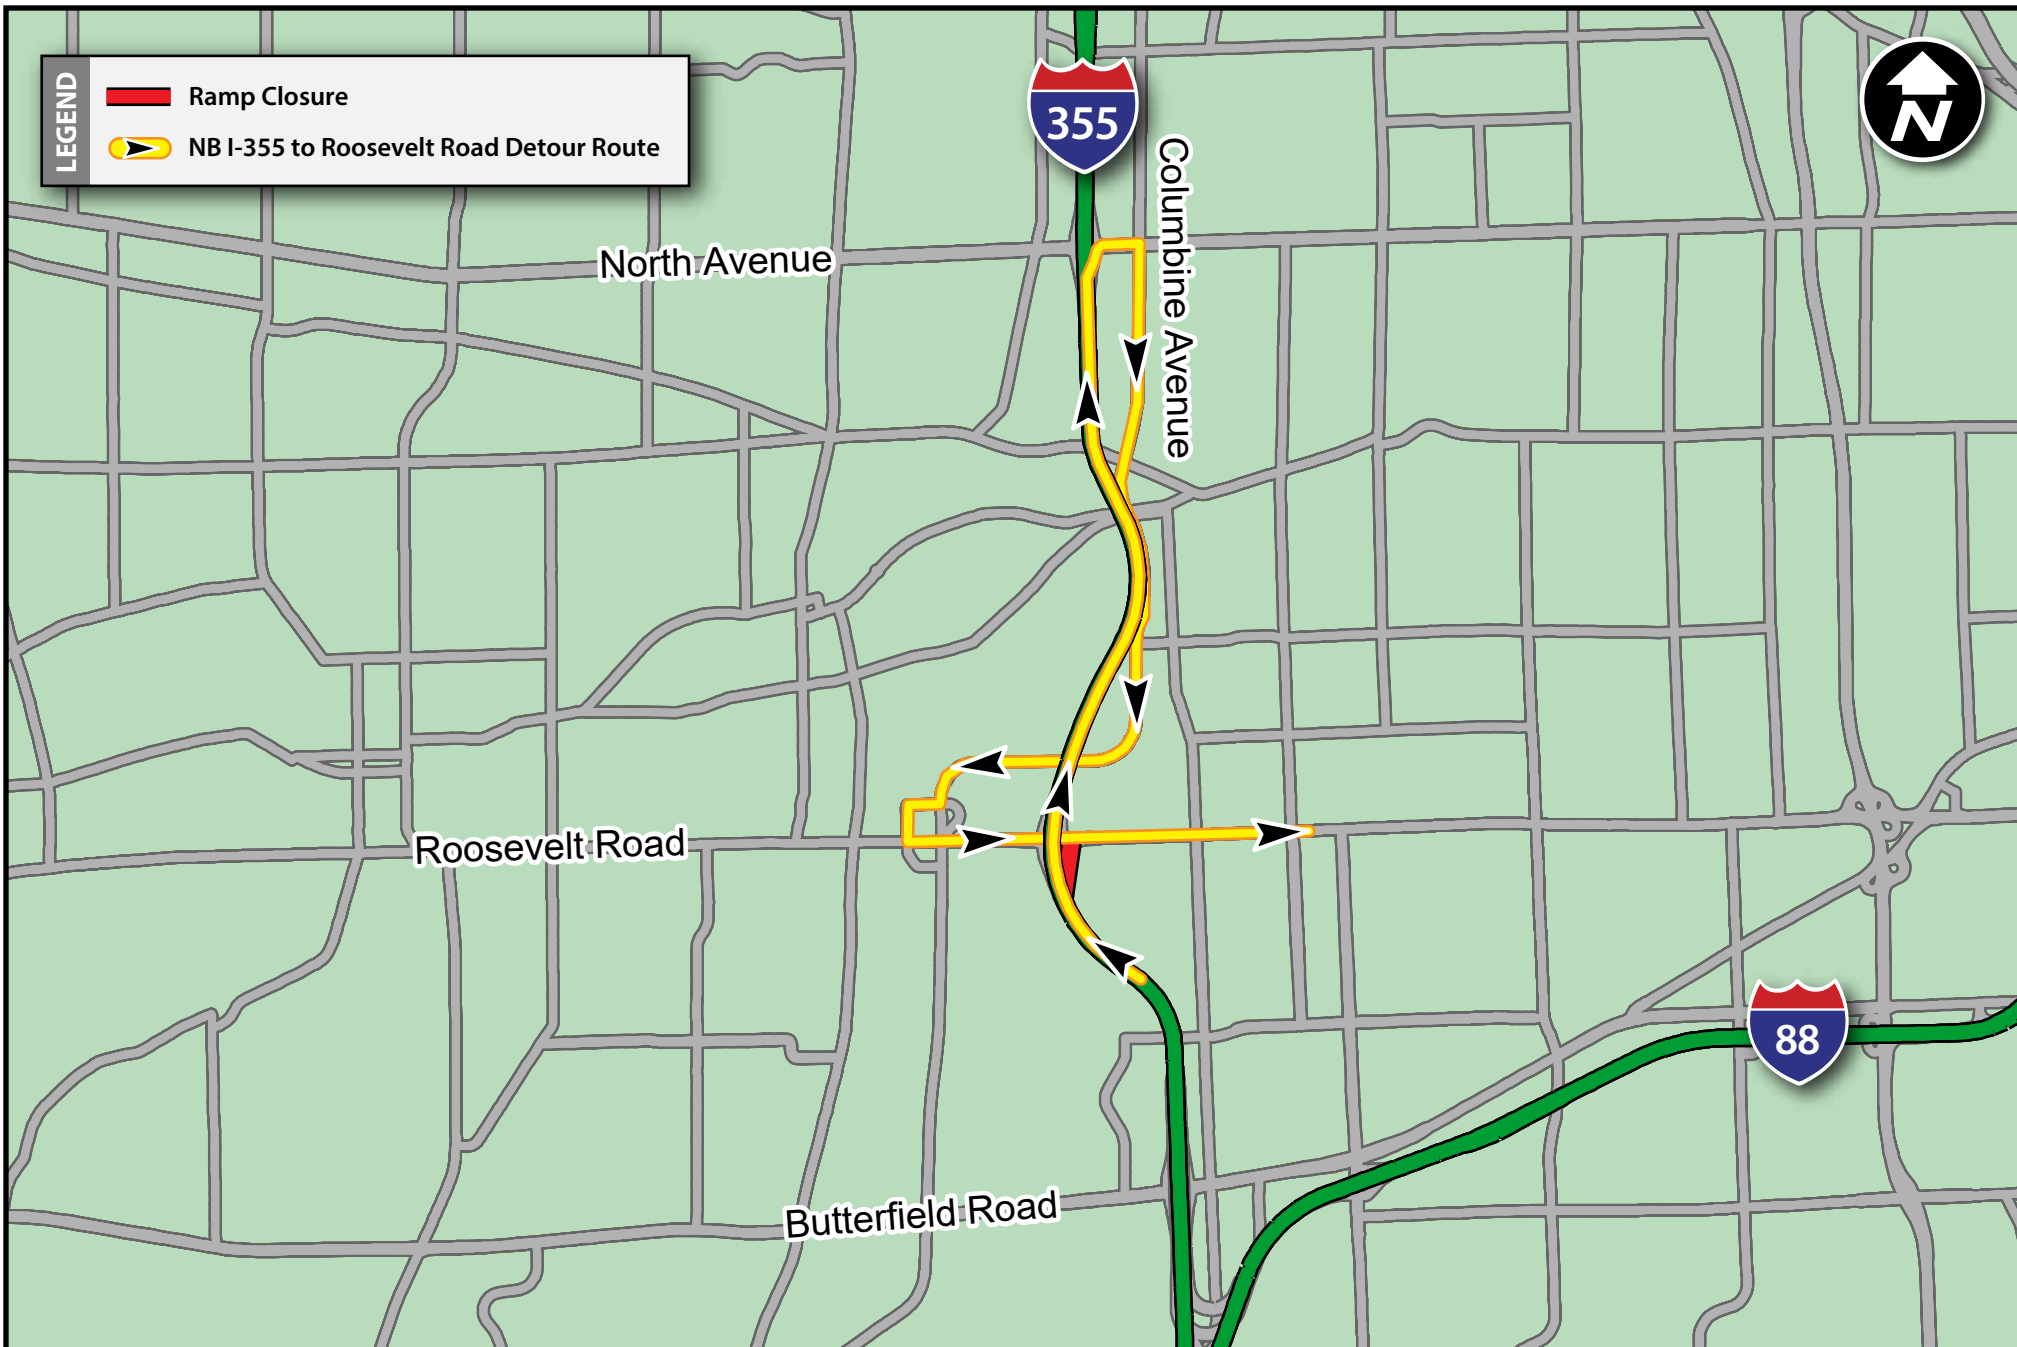 LEGEND
Ramp Closure
NB I-355 to Roosevelt Road Detour Route
355
N
Columbine Avenue
North Avenue
Roosevelt Road
88
Butterfield Road